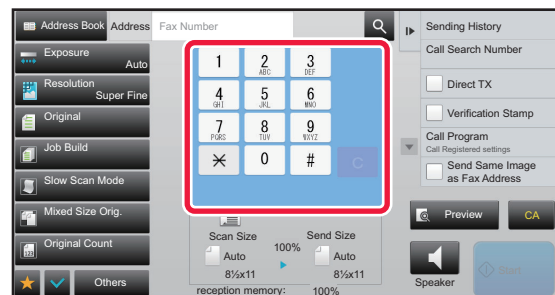 Address Book
Address
Fax Number
Sending History
Exposure
Auto
Call Search Number
Resolution
Super Fine
Direct TX
Original
Verification Stamp
Job Build
Call Program
Call Registered settings
Slow Scan Mode
Send Same Image
as Fax Address
Mixed Size Orig.
Original Count
Others
1
2
ABC
3
DEF
4
GHI
5
JKL
6
MNO
7
PQRS
8
TUV
9
WXYZ
0
#
C
Scan Size
100%
Send Size
Auto
Auto
8½x11
8½x11
reception memory: 100%
Preview
CA
Speaker
Start